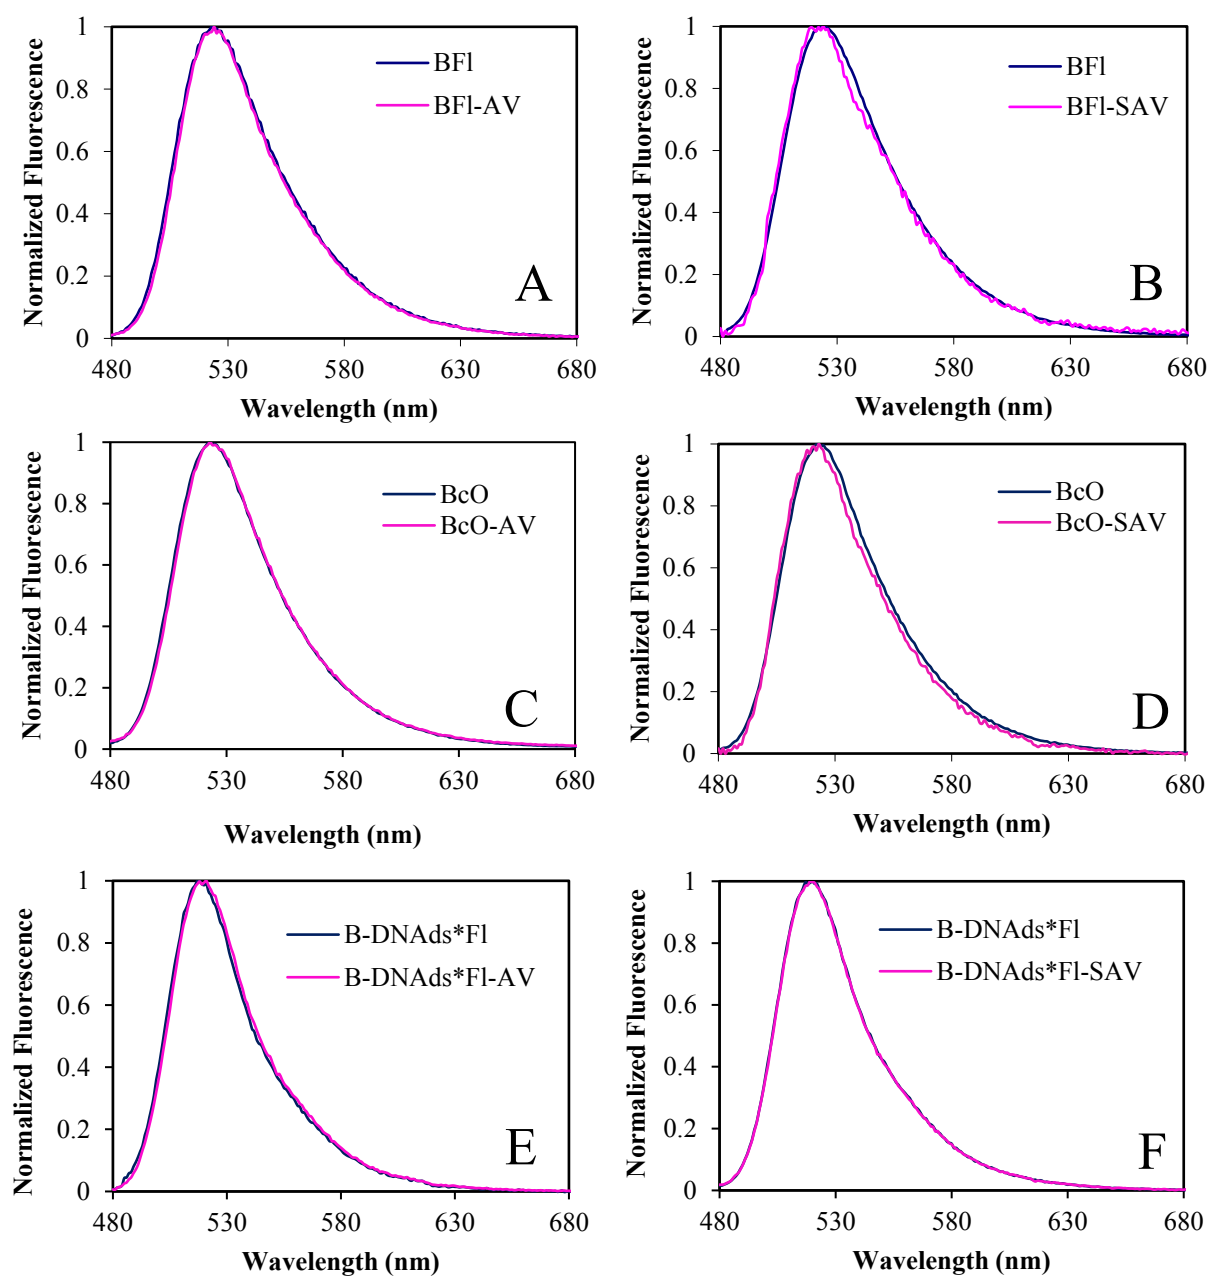 Normalized Fluorescence
1
0.8
0.6
0.4
0.2
0
BFl
BFl-AV
A
480 530 580 630 680
Wavelength (nm)
Normalized Fluorescence
1
0.8
0.6
0.4
0.2
0
BFl
BFl-SAV
B
480 530 580 630 680
Wavelength (nm)
Normalized Fluorescence
1
0.8
0.6
0.4
0.2
0
BcO
BcO-AV
C
480 530 580 630 680
Wavelength (nm)
Normalized Fluorescence
1
0.8
0.6
0.4
0.2
0
BcO
BcO-SAV
D
480 530 580 630 680
Wavelength (nm)
Normalized Fluorescence
1
0.8
0.6
0.4
0.2
0
B-DNAds*Fl
B-DNAds*Fl-AV
E
480 530 580 630 680
Wavelength (nm)
Normalized Fluorescence
1
0.8
0.6
0.4
0.2
0
B-DNAds*Fl
B-DNAds*Fl-SAV
F
480 530 580 630 680
Wavelength (nm)